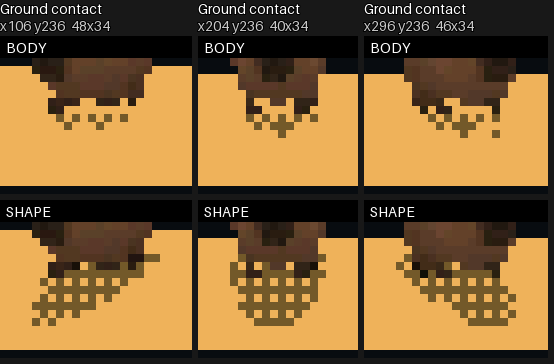 Ground contact
x106 y236 48x34
BODY
SHAPE
Ground contact
x204 y236 40x34
BODY
SHAPE
Ground contact
x296 y236 46x34
BODY
SHAPE